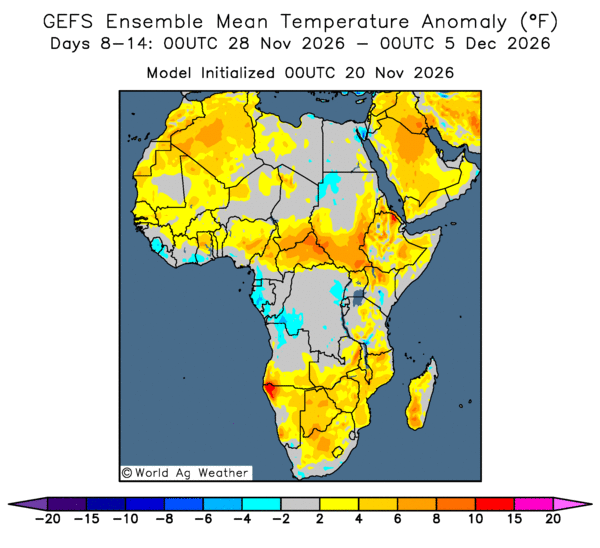 GEFS Ensemble Mean Temperature Anomaly (°F)
Days 8−14: 00UTC 28 Nov 2026 − 00UTC 5 Dec 2026
Model Initialized 00UTC 20 Nov 2026
© World Ag Weather
−20 −15 −10 −8 −6 −4 −2 2 4 6 8 10 15 20